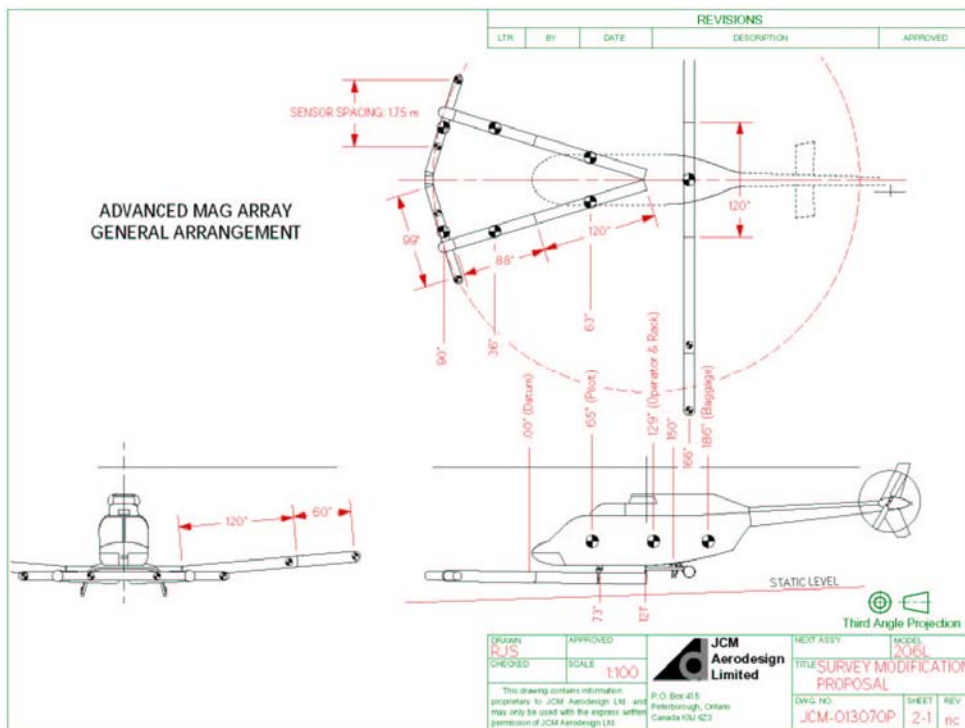 REVISIONS
LTR BY DATE DESCRIPTION APPROVED
SENSOR SPACING: 1.75 m
ADVANCED MAG ARRAY
GENERAL ARRANGEMENT
99"
88"
120"
120"
90"
36"
63"
.00" (Datum)
65" (Pilot)
129" (Operator & Rack)
150"
166"
186" (Baggage)
120"
60"
73"
121"
STATIC LEVEL
Third Angle Projection
DRAWN
RJS
APPROVED
CHECKED
SCALE
1:100
This drawing contains information
proprietary to JCM Aerodesign Ltd. and
may only be used with the express written
permission of JCM Aerodesign Ltd.
JCM
Aerodesign
Limited
P.O. Box 415
Peterborough, Ontario
Canada K9J 6Z3
NEXT ASS'Y
MODEL
206L
TITLE SURVEY MODIFICATION
PROPOSAL
DWG. NO.
JCM-013070P
SHEET
2-1
REV
nc